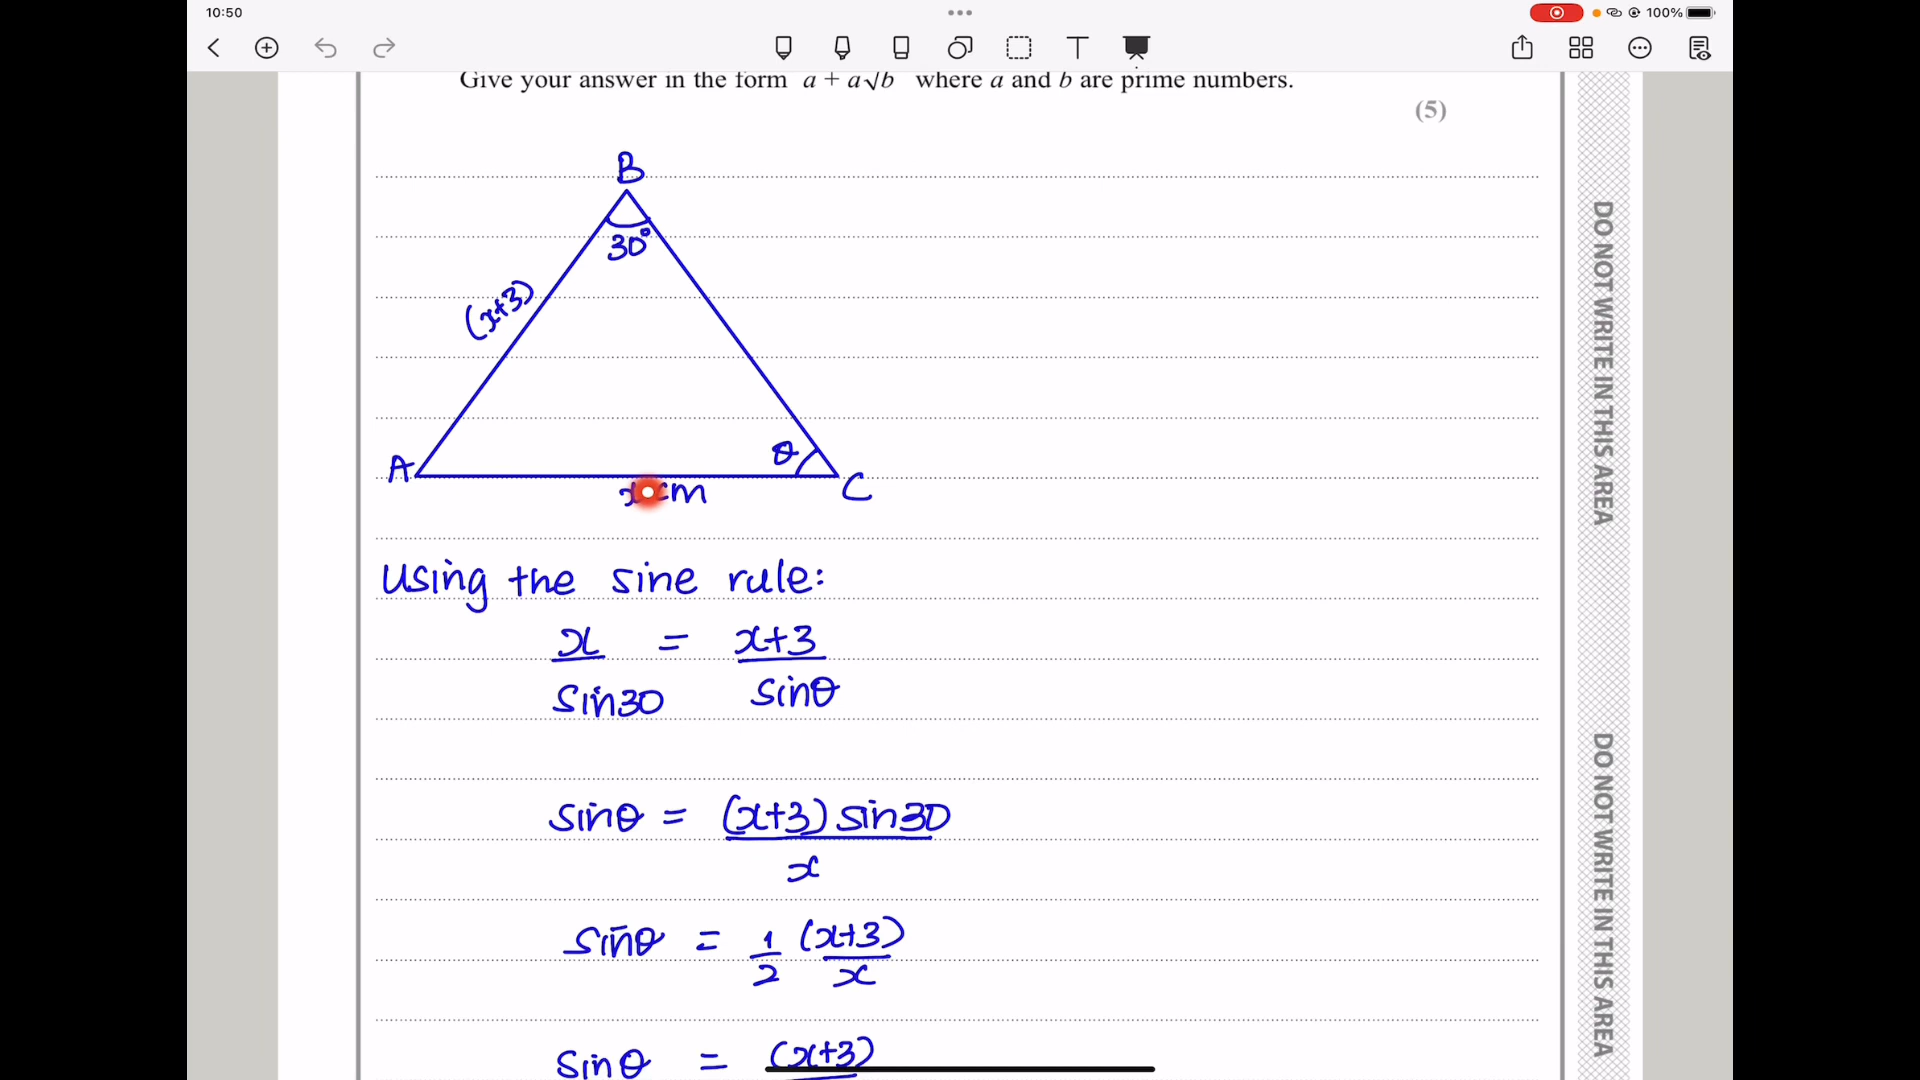 10:50
100%
Give your answer in the form a + a√b where a and b are prime numbers.
(5)
B
30°
(x+3)
A
θ
x cm
C
Using the sine rule:
x/sin30 = x+3/sinθ
sinθ = (x+3) sin30/x
sinθ = 1/2 (x+3)/x
sinθ = (x+3)
DO NOT WRITE IN THIS AREA
DO NOT WRITE IN THIS AREA